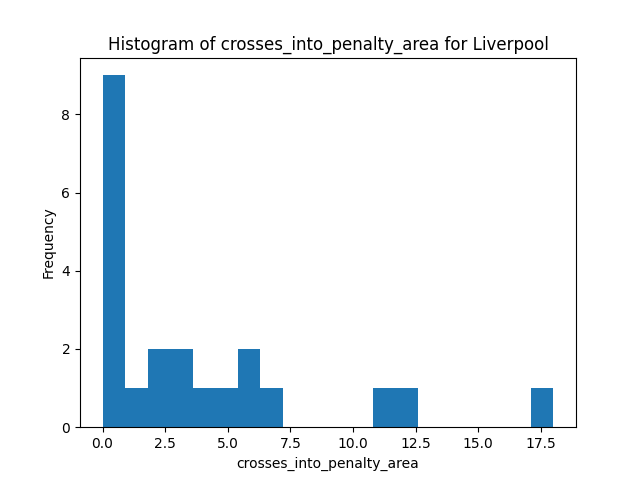 Histogram of crosses_into_penalty_area for Liverpool
8
6
4
2
0
Frequency
0.0 2.5 5.0 7.5 10.0 12.5 15.0 17.5
crosses_into_penalty_area